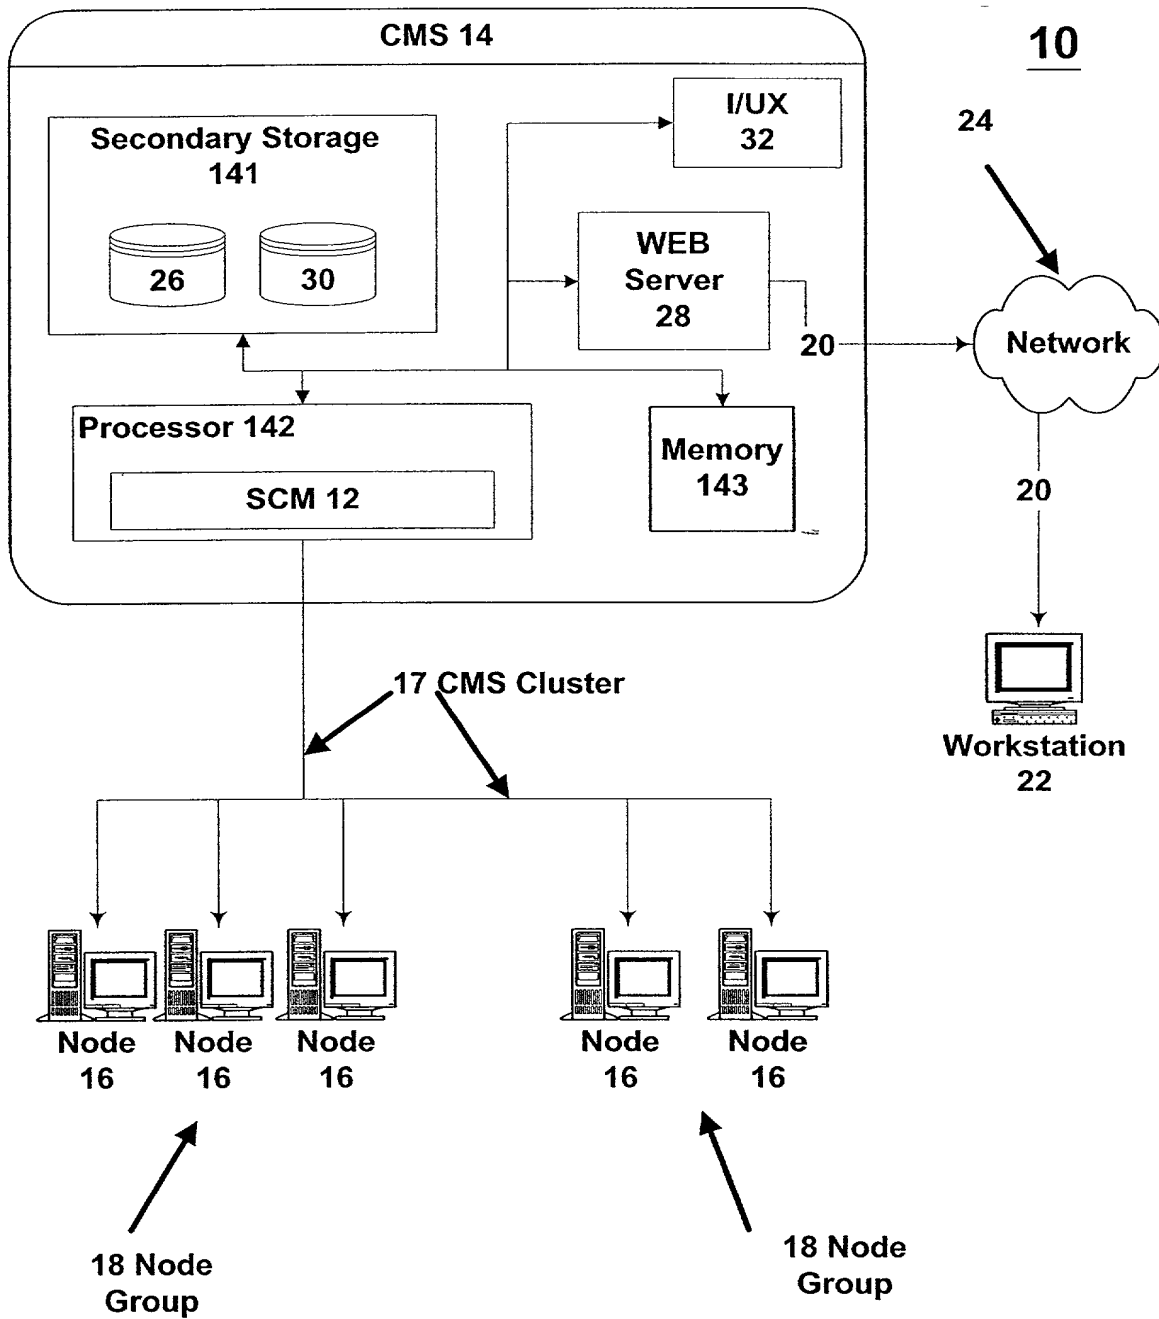 CMS 14
10
I/UX
32
24
Secondary Storage
141
26
30
WEB
Server
28
20
Network
Processor 142
SCM 12
Memory
143
20
17 CMS Cluster
Workstation
22
Node
16
Node
16
Node
16
Node
16
Node
16
18 Node
Group
18 Node
Group